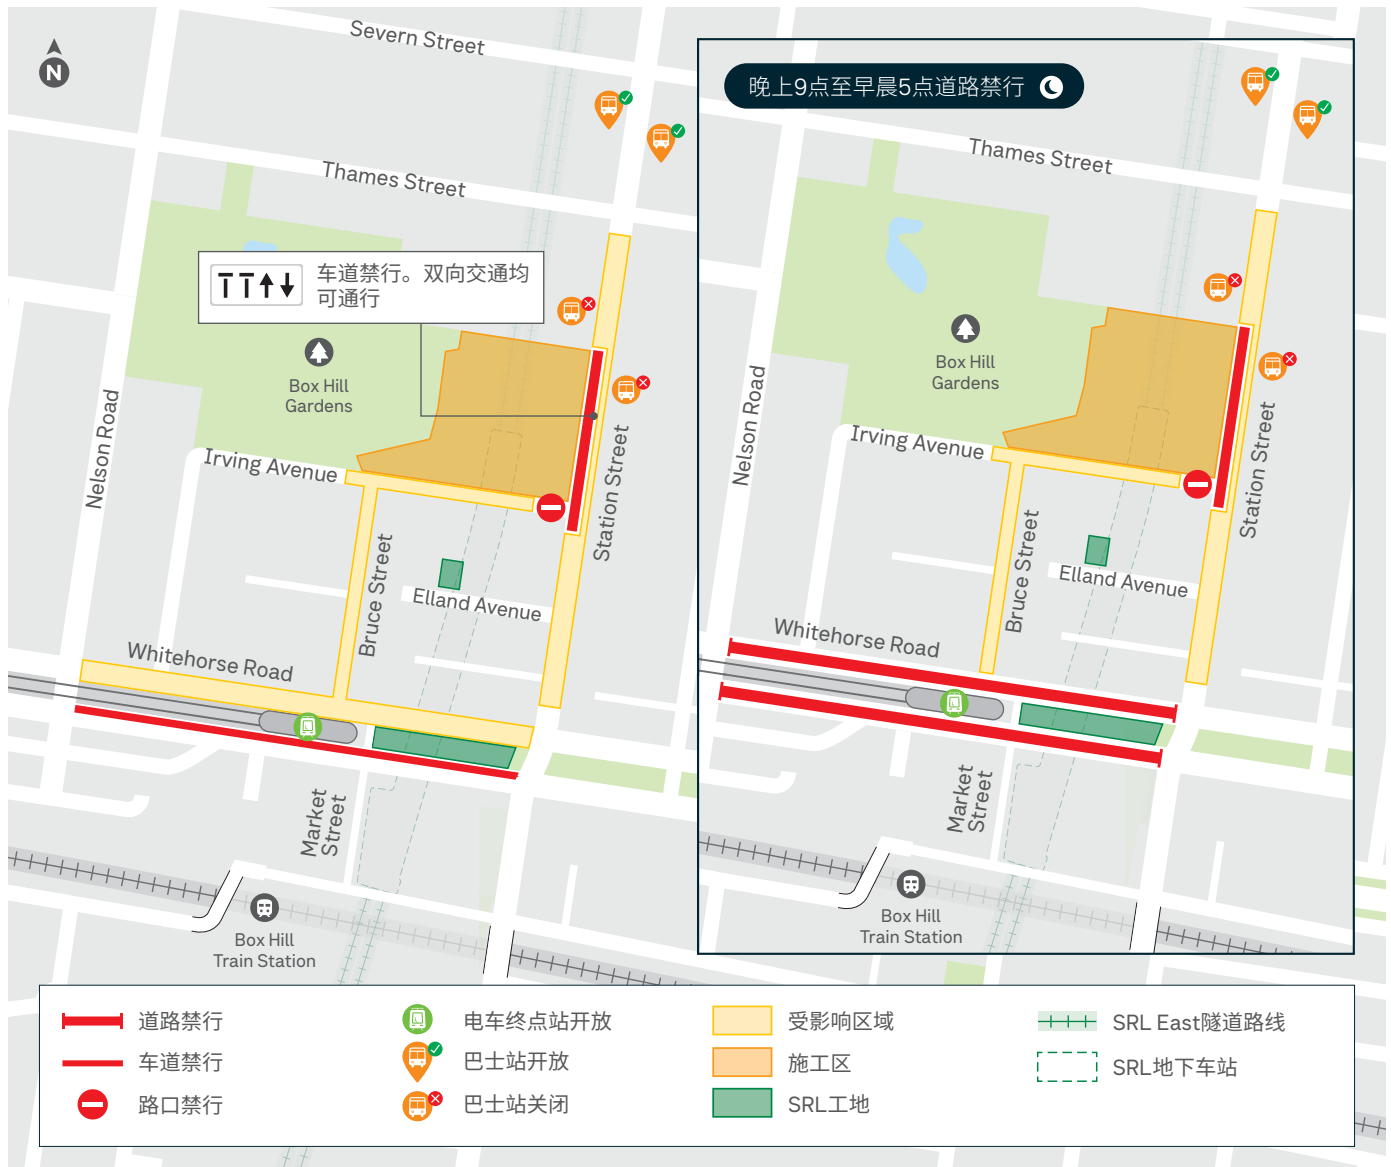 N
Severn Street
Thames Street
车道禁行。双向交通均
可通行
Box Hill
Gardens
Nelson Road
Irving Avenue
Station Street
Bruce Street
Elland Avenue
Whitehorse Road
Market
Street
Box Hill
Train Station
晚上9点至早晨5点道路禁行
Thames Street
Box Hill
Gardens
Nelson Road
Irving Avenue
Station Street
Bruce Street
Elland Avenue
Whitehorse Road
Market
Street
Box Hill
Train Station
道路禁行
车道禁行
路口禁行
电车终点站开放
巴士站开放
巴士站关闭
受影响区域
施工区
SRL工地
SRL East隧道路线
SRL地下车站